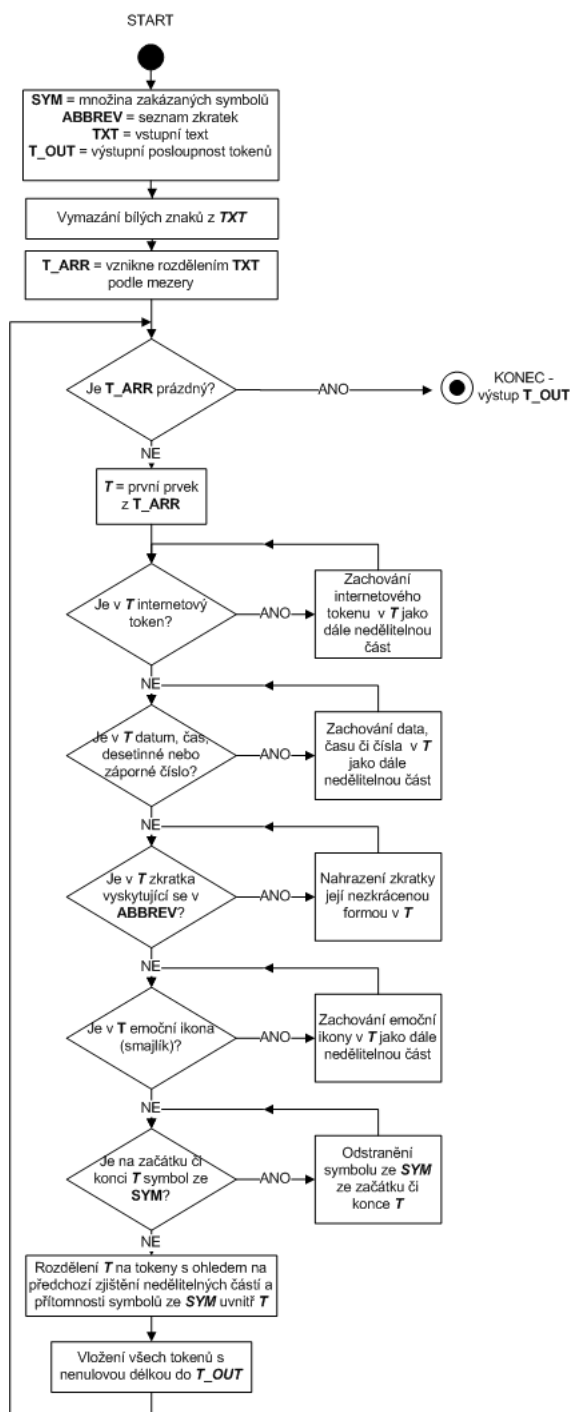 START
SYM = množina zakázaných symbolů
ABBREV = seznam zkratek
TXT = vstupní text
T_OUT = výstupní posloupnost tokenů
Vymazání bílých znaků z TXT
T_ARR = vznikne rozdělením TXT
podle mezery
Je T_ARR prázdný?
ANO
KONEC -
výstup T_OUT
NE
T = první prvek
z T_ARR
Je v T internetový
token?
ANO
Zachování
internetového
tokenu v T jako
dále nedělitelnou
část
NE
Je v T datum, čas,
desetinné nebo
záporné číslo?
ANO
Zachování data,
času či čísla v T
jako dále
nedělitelnou část
NE
Je v T zkratka
vyskytující se v
ABBREV?
ANO
Nahrazení zkratky
její nezkrácenou
formou v T
NE
Je v T emoční ikona
(smajlík)?
ANO
Zachování emoční
ikony v T jako dále
nedělitelnou část
NE
Je na začátku či
konci T symbol ze
SYM?
ANO
Odstranění
symbolu ze SYM
ze začátku či
konce T
NE
Rozdělení T na tokeny s ohledem na
předchozí zjištění nedělitelných částí a
přítomnosti symbolů ze SYM uvnitř T
Vložení všech tokenů s
nenulovou délkou do T_OUT